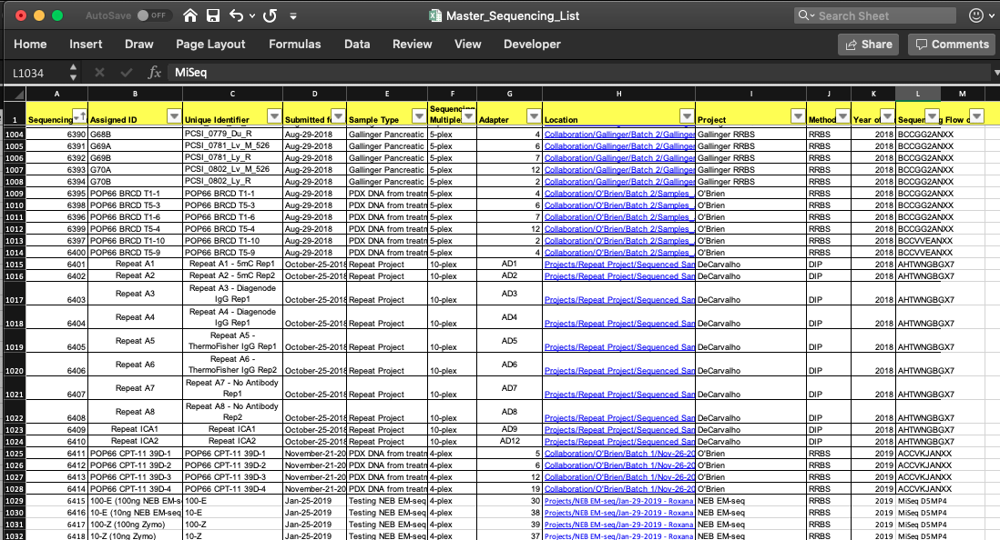 AutoSave OFF Master_Sequencing_List Search Sheet
Home Insert Draw Page Layout Formulas Data Review View Developer Share Comments
L1034 fx MiSeq
A B C D E F G H I J K L M
1 Sequencing Assigned ID Unique Identifier Submitted f Sample Type Sequencing Multiple Adapter Location Project Method Year of Sequen Flow c
1004 6390 G68B PCSI_0779_Du_R Aug-29-2018 Gallinger Pancreatic 5-plex 4 Collaboration/Gallinger/Batch 2/Gallinger Gallinger RRBS RRBS 2018 BCCGG2ANXX
1005 6391 G69A PCSI_0781_Lv_M_526 Aug-29-2018 Gallinger Pancreatic 5-plex 6 Collaboration/Gallinger/Batch 2/Gallinger Gallinger RRBS RRBS 2018 BCCGG2ANXX
1006 6392 G69B PCSI_0781_Ly_R Aug-29-2018 Gallinger Pancreatic 5-plex 7 Collaboration/Gallinger/Batch 2/Gallinger Gallinger RRBS RRBS 2018 BCCGG2ANXX
1007 6393 G70A PCSI_0802_Lv_M_526 Aug-29-2018 Gallinger Pancreatic 5-plex 12 Collaboration/Gallinger/Batch 2/Gallinger Gallinger RRBS RRBS 2018 BCCGG2ANXX
1008 6394 G70B PCSI_0802_Ly_R Aug-29-2018 Gallinger Pancreatic 5-plex 2 Collaboration/Gallinger/Batch 2/Gallinger Gallinger RRBS RRBS 2018 BCCGG2ANXX
1009 6395 POP66 BRCD T1-1 POP66 BRCD T1-1 Aug-29-2018 PDX DNA from treatn 5-plex 4 Collaboration/O'Brien/Batch 2/Samples_ O'Brien RRBS 2018 BCCGG2ANXX
1010 6398 POP66 BRCD T5-3 POP66 BRCD T5-3 Aug-29-2018 PDX DNA from treatn 5-plex 6 Collaboration/O'Brien/Batch 2/Samples_ O'Brien RRBS 2018 BCCGG2ANXX
1011 6396 POP66 BRCD T1-6 POP66 BRCD T1-6 Aug-29-2018 PDX DNA from treatn 5-plex 7 Collaboration/O'Brien/Batch 2/Samples_ O'Brien RRBS 2018 BCCGG2ANXX
1012 6399 POP66 BRCD T5-4 POP66 BRCD T5-4 Aug-29-2018 PDX DNA from treatn 5-plex 12 Collaboration/O'Brien/Batch 2/Samples_ O'Brien RRBS 2018 BCCGG2ANXX
1013 6397 POP66 BRCD T1-10 POP66 BRCD T1-10 Aug-29-2018 PDX DNA from treatn 5-plex 2 Collaboration/O'Brien/Batch 2/Samples_ O'Brien RRBS 2018 BCCVVEANXX
1014 6400 POP66 BRCD T5-9 POP66 BRCD T5-9 Aug-29-2018 PDX DNA from treatn 5-plex 4 Collaboration/O'Brien/Batch 2/Samples_ O'Brien RRBS 2018 BCCVVEANXX
1015 6401 Repeat A1 Repeat A1 - 5mC Rep1 October-25-2018 Repeat Project 10-plex AD1 Projects/Repeat Project/Sequenced San DeCarvalho DIP 2018 AHTWNGBGX7
1016 6402 Repeat A2 Repeat A2 - 5mC Rep2 October-25-2018 Repeat Project 10-plex AD2 Projects/Repeat Project/Sequenced San DeCarvalho DIP 2018 AHTWNGBGX7
1017 6403 Repeat A3 Repeat A3 - Diagenode IgG Rep1 October-25-2018 Repeat Project 10-plex AD3 Projects/Repeat Project/Sequenced San DeCarvalho DIP 2018 AHTWNGBGX7
1018 6404 Repeat A4 Repeat A4 - Diagenode IgG Rep1 October-25-2018 Repeat Project 10-plex AD4 Projects/Repeat Project/Sequenced San DeCarvalho DIP 2018 AHTWNGBGX7
1019 6405 Repeat A5 Repeat A5 - ThermoFisher IgG Rep1 October-25-2018 Repeat Project 10-plex AD5 Projects/Repeat Project/Sequenced San DeCarvalho DIP 2018 AHTWNGBGX7
1020 6406 Repeat A6 Repeat A6 - ThermoFisher IgG Rep2 October-25-2018 Repeat Project 10-plex AD6 Projects/Repeat Project/Sequenced San DeCarvalho DIP 2018 AHTWNGBGX7
1021 6407 Repeat A7 Repeat A7 - No Antibody Rep1 October-25-2018 Repeat Project 10-plex AD7 Projects/Repeat Project/Sequenced San DeCarvalho DIP 2018 AHTWNGBGX7
1022 6408 Repeat A8 Repeat A8 - No Antibody Rep2 October-25-2018 Repeat Project 10-plex AD8 Projects/Repeat Project/Sequenced San DeCarvalho DIP 2018 AHTWNGBGX7
1023 6409 Repeat ICA1 Repeat ICA1 October-25-2018 Repeat Project 10-plex AD9 Projects/Repeat Project/Sequenced San DeCarvalho DIP 2018 AHTWNGBGX7
1024 6410 Repeat ICA2 Repeat ICA2 October-25-2018 Repeat Project 10-plex AD12 Projects/Repeat Project/Sequenced San DeCarvalho DIP 2018 AHTWNGBGX7
1025 6411 POP66 CPT-11 39D-1 POP66 CPT-11 39D-1 November-21-20 PDX DNA from treatn 4-plex 5 Collaboration/O'Brien/Batch 1/Nov-26-20 O'Brien RRBS 2019 ACCVKJANXX
1026 6412 POP66 CPT-11 39D-2 POP66 CPT-11 39D-2 November-21-20 PDX DNA from treatn 4-plex 6 Collaboration/O'Brien/Batch 1/Nov-26-20 O'Brien RRBS 2019 ACCVKJANXX
1027 6413 POP66 CPT-11 39D-3 POP66 CPT-11 39D-3 November-21-20 PDX DNA from treatn 4-plex 12 Collaboration/O'Brien/Batch 1/Nov-26-20 O'Brien RRBS 2019 ACCVKJANXX
1028 6414 POP66 CPT-11 39D-4 POP66 CPT-11 39D-4 November-21-20 PDX DNA from treatn 4-plex 19 Collaboration/O'Brien/Batch 1/Nov-26-20 O'Brien RRBS 2019 ACCVKJANXX
1029 6415 100-E (100ng NEB EM-s 100-E Jan-25-2019 Testing NEB EM-seq 4-plex 30 Projects/NEB EM-seq/Jan-29-2019 - Roxana NEB EM-seq RRBS 2019 MiSeq D5MP4
1030 6416 10-E (10ng NEB EM-seq 10-E Jan-25-2019 Testing NEB EM-seq 4-plex 38 Projects/NEB EM-seq/Jan-29-2019 - Roxana NEB EM-seq RRBS 2019 MiSeq D5MP4
1031 6417 100-Z (100ng Zymo) 100-Z Jan-25-2019 Testing NEB EM-seq 4-plex 39 Projects/NEB EM-seq/Jan-29-2019 - Roxana NEB EM-seq RRBS 2019 MiSeq D5MP4
1032 6418 10-Z (10ng Zymo) 10-Z Jan-25-2019 Testing NEB EM-seq 4-plex 37 Projects/NEB EM-seq/Jan-29-2019 - Roxana NEB EM-seq RRBS 2019 MiSeq D5MP4